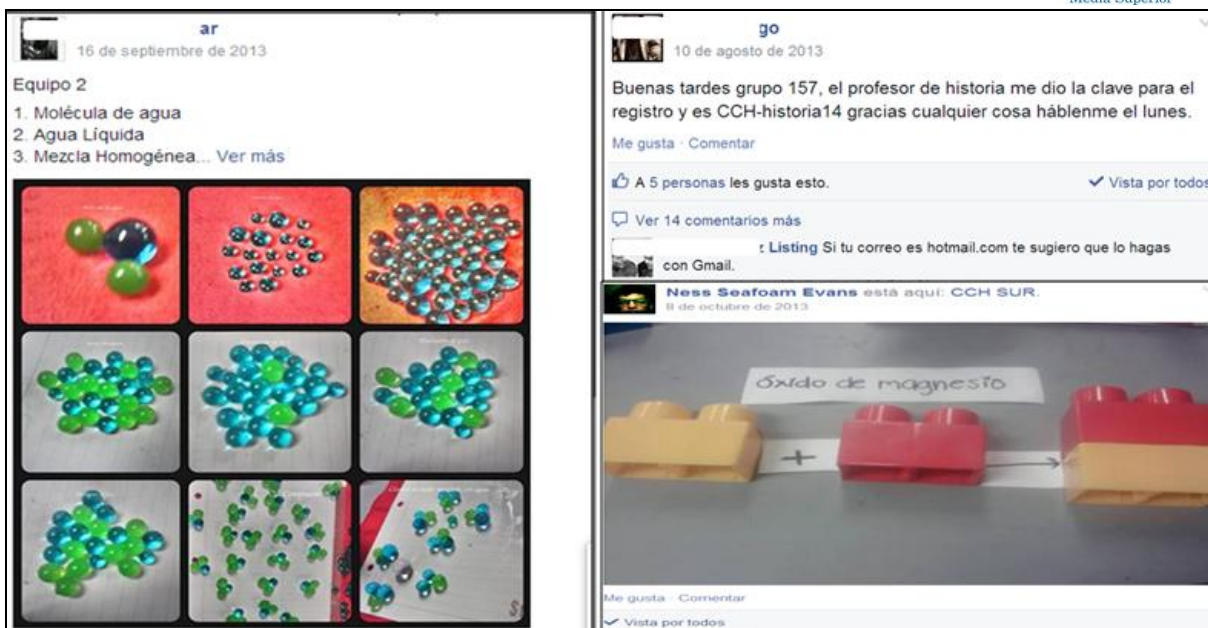 Media Superior
ar
16 de septiembre de 2013
Equipo 2
1. Molécula de agua
2. Agua Líquida
3. Mezcla Homogénea... Ver más
go
10 de agosto de 2013
Buenas tardes grupo 157, el profesor de historia me dio la clave para el
registro y es CCH-historia14 gracias cualquier cosa háblenme el lunes.
Me gusta · Comentar
A 5 personas les gusta esto.
Vista por todos
Ver 14 comentarios más
Listing Si tu correo es hotmail.com te sugiero que lo hagas
con Gmail.
Ness Seafoam Evans está aquí: CCH SUR.
8 de octubre de 2013
óxido de magnesio
+
Me gusta · Comentar
Vista por todos